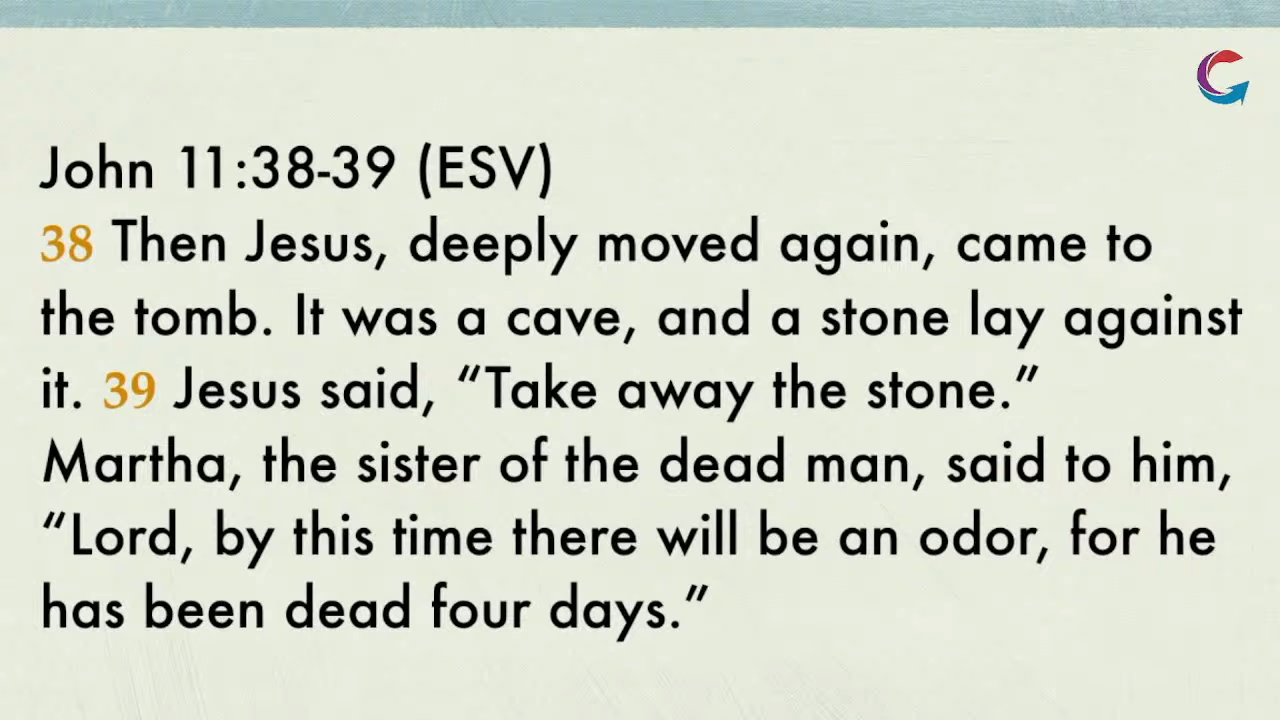 John 11:38-39 (ESV)
38 Then Jesus, deeply moved again, came to
the tomb. It was a cave, and a stone lay against
it. 39 Jesus said, “Take away the stone.”
Martha, the sister of the dead man, said to him,
“Lord, by this time there will be an odor, for he
has been dead four days.”